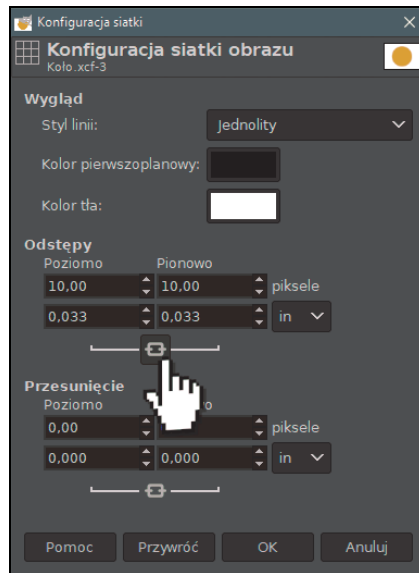 Konfiguracja siatki
Konfiguracja siatki obrazu
Koło.xcf-3
Wygląd
Styl linii: Jednolity
Kolor pierwszoplanowy:
Kolor tła:
Odstępy
Poziomo Pionowo
10,00 10,00 piksele
0,033 0,033 in
Przesunięcie
Poziomo
0,00 piksele
0,000 0,000 in
Pomoc Przywróć OK Anuluj